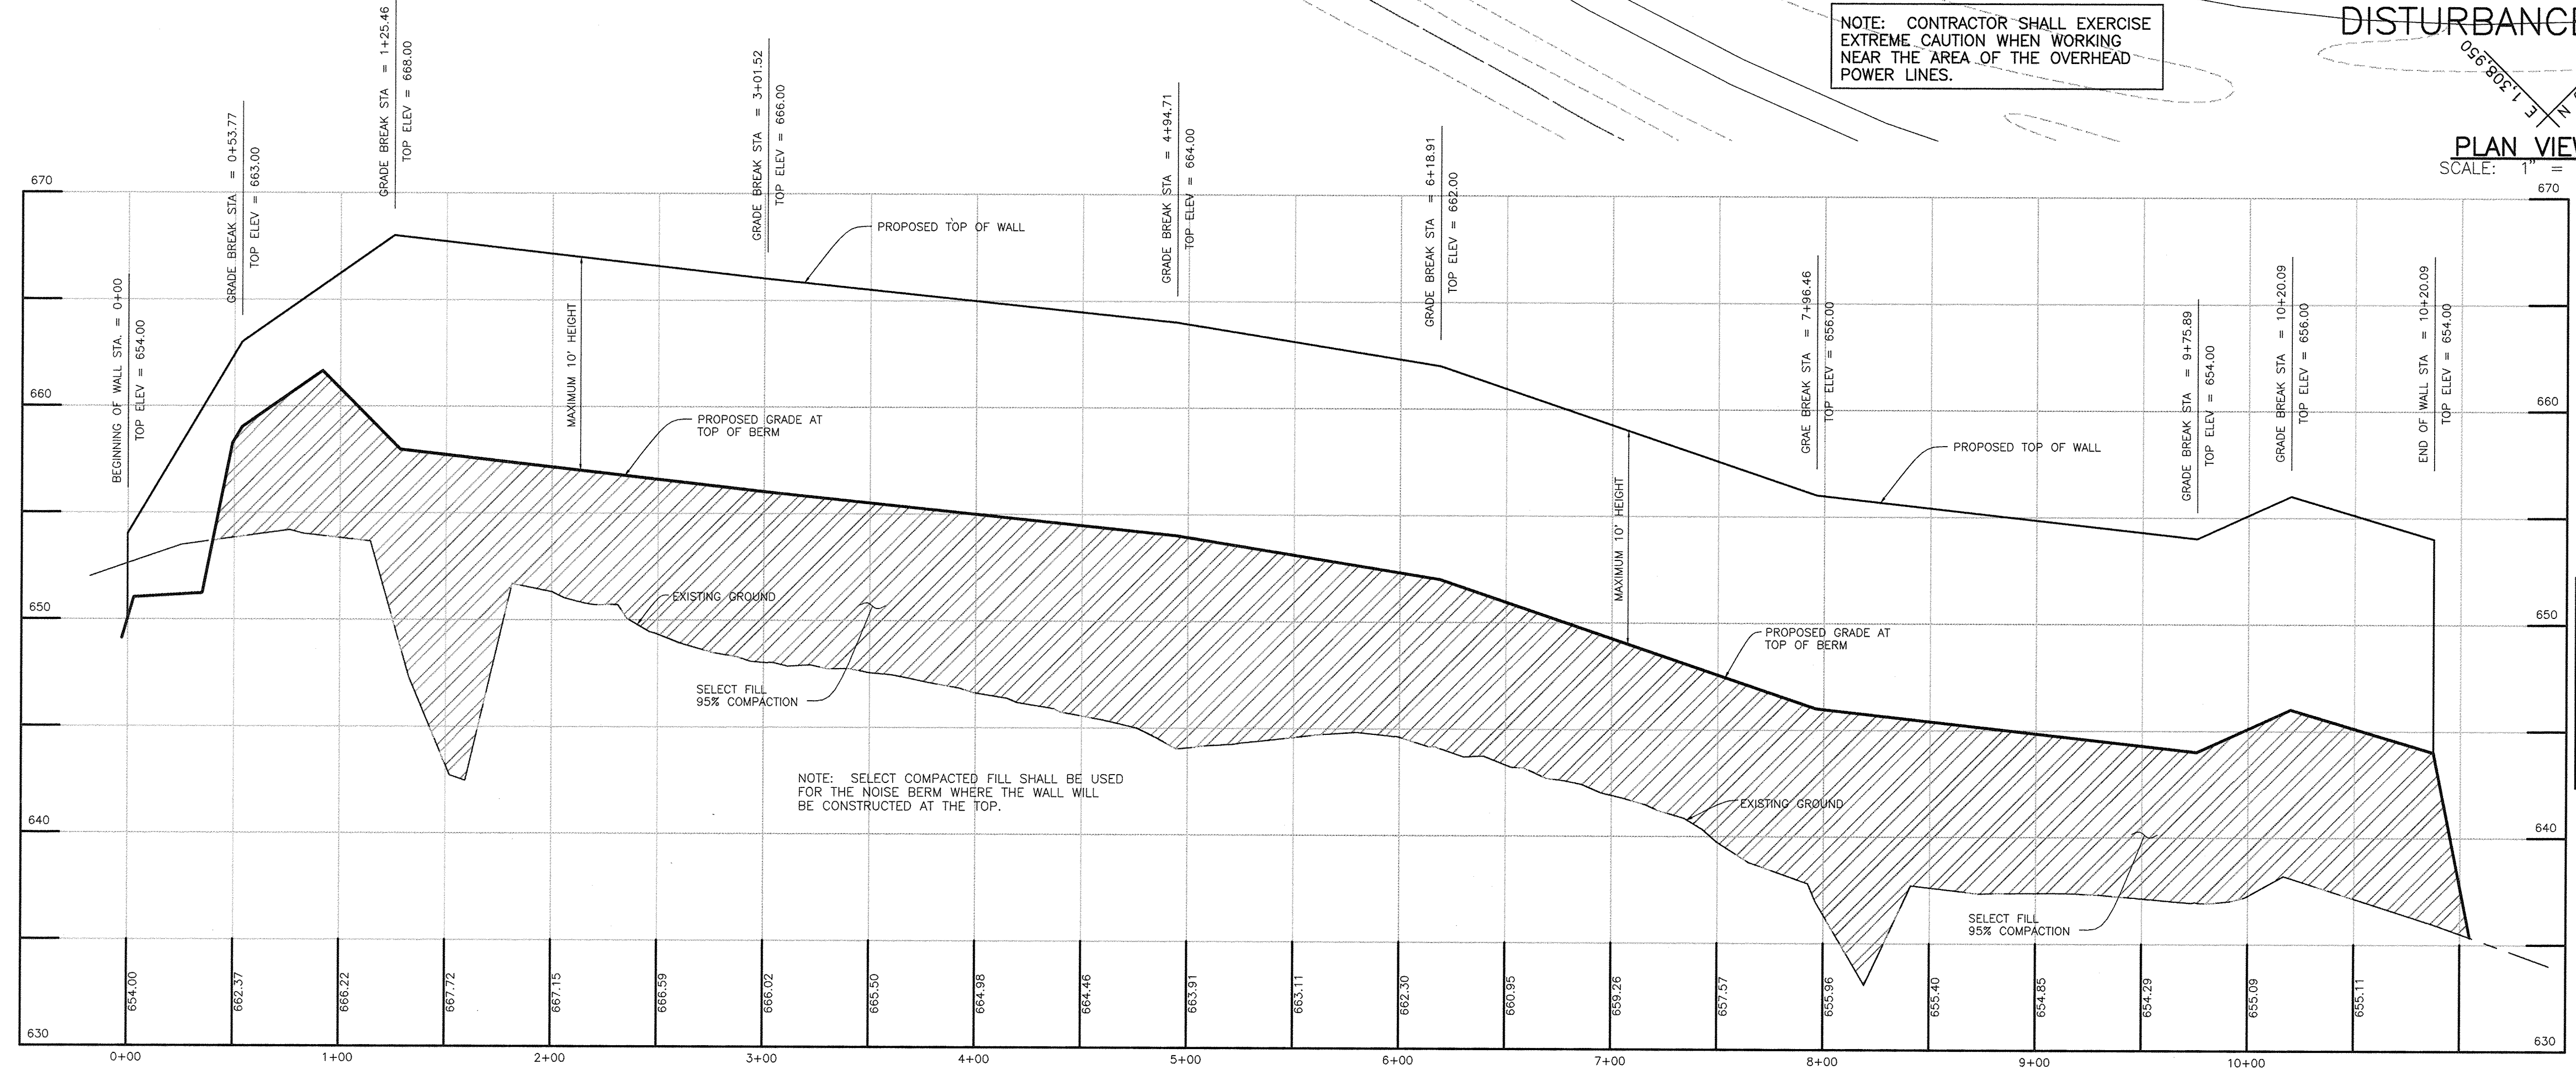 NOTE: CONTRACTOR SHALL EXERCISE
EXTREME CAUTION WHEN WORKING
NEAR THE AREA OF THE OVERHEAD
POWER LINES.
DISTURBANCE
E 1,308,950
N
PLAN VIEW
SCALE: 1" =
BEGINNING OF WALL STA. = 0+00
TOP ELEV = 654.00
GRADE BREAK STA = 0+53.77
TOP ELEV = 663.00
GRADE BREAK STA = 1+25.46
TOP ELEV = 668.00
GRADE BREAK STA = 3+01.52
TOP ELEV = 666.00
GRADE BREAK STA = 4+94.71
TOP ELEV = 664.00
GRADE BREAK STA = 6+18.91
TOP ELEV = 662.00
GRAE BREAK STA = 7+96.46
TOP ELEV = 656.00
GRADE BREAK STA = 9+75.89
TOP ELEV = 654.00
GRADE BREAK STA = 10+20.09
TOP ELEV = 656.00
END OF WALL STA = 10+20.09
TOP ELEV = 654.00
670
670
PROPOSED TOP OF WALL
MAXIMUM 10' HEIGHT
660
660
PROPOSED GRADE AT
TOP OF BERM
PROPOSED TOP OF WALL
MAXIMUM 10' HEIGHT
650
650
EXISTING GROUND
PROPOSED GRADE AT
TOP OF BERM
SELECT FILL
95% COMPACTION
NOTE: SELECT COMPACTED FILL SHALL BE USED
FOR THE NOISE BERM WHERE THE WALL WILL
BE CONSTRUCTED AT THE TOP.
EXISTING GROUND
640
640
SELECT FILL
95% COMPACTION
654.00
662.37
666.22
667.72
667.15
666.59
666.02
665.50
664.98
664.46
663.91
663.11
662.30
660.95
659.26
657.57
655.96
655.40
654.85
654.29
655.09
655.11
630
630
0+00 1+00 2+00 3+00 4+00 5+00 6+00 7+00 8+00 9+00 10+00